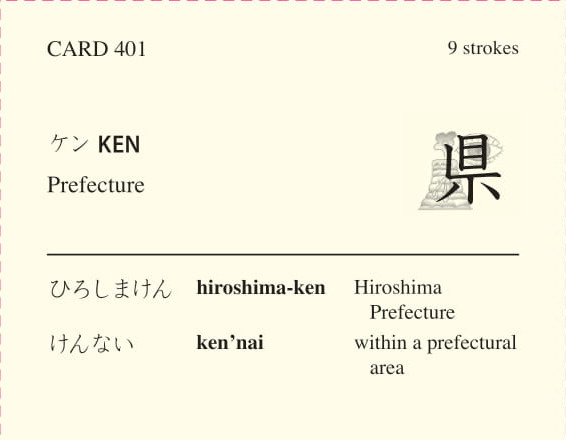 CARD 401 9 strokes
ケン KEN
Prefecture
県
ひろしまけん hiroshima-ken Hiroshima
Prefecture
けんない ken’nai within a prefectural
area